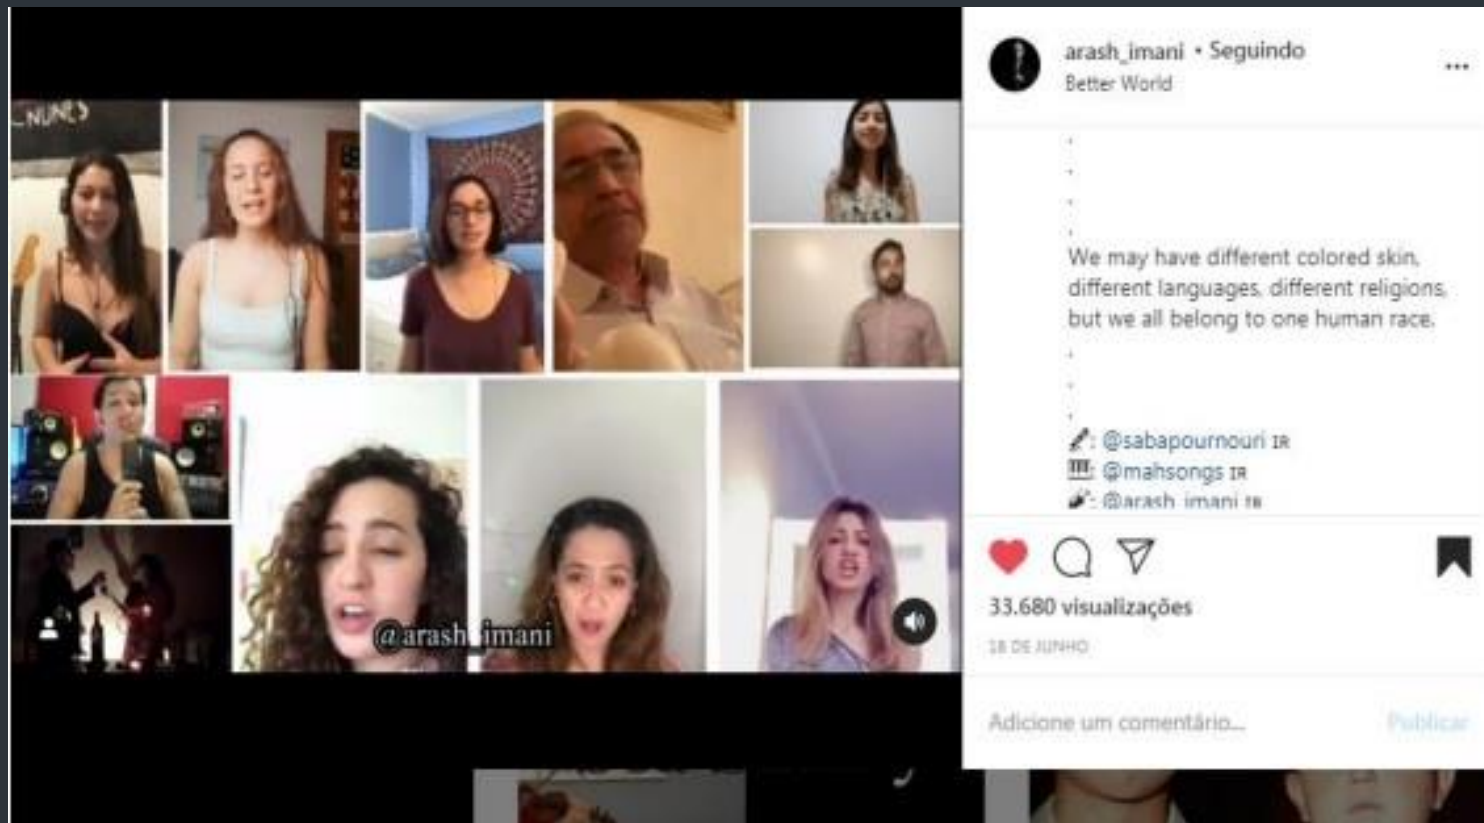 NUNES
@arash_imani
arash_imani • Seguindo
Better World
We may have different colored skin,
different languages, different religions,
but we all belong to one human race.
: @sabapournouri IR
: @mahsongs IR
: @arash_imani IR
33.680 visualizações
18 DE JUNHO
Adicione um comentário...
Publicar